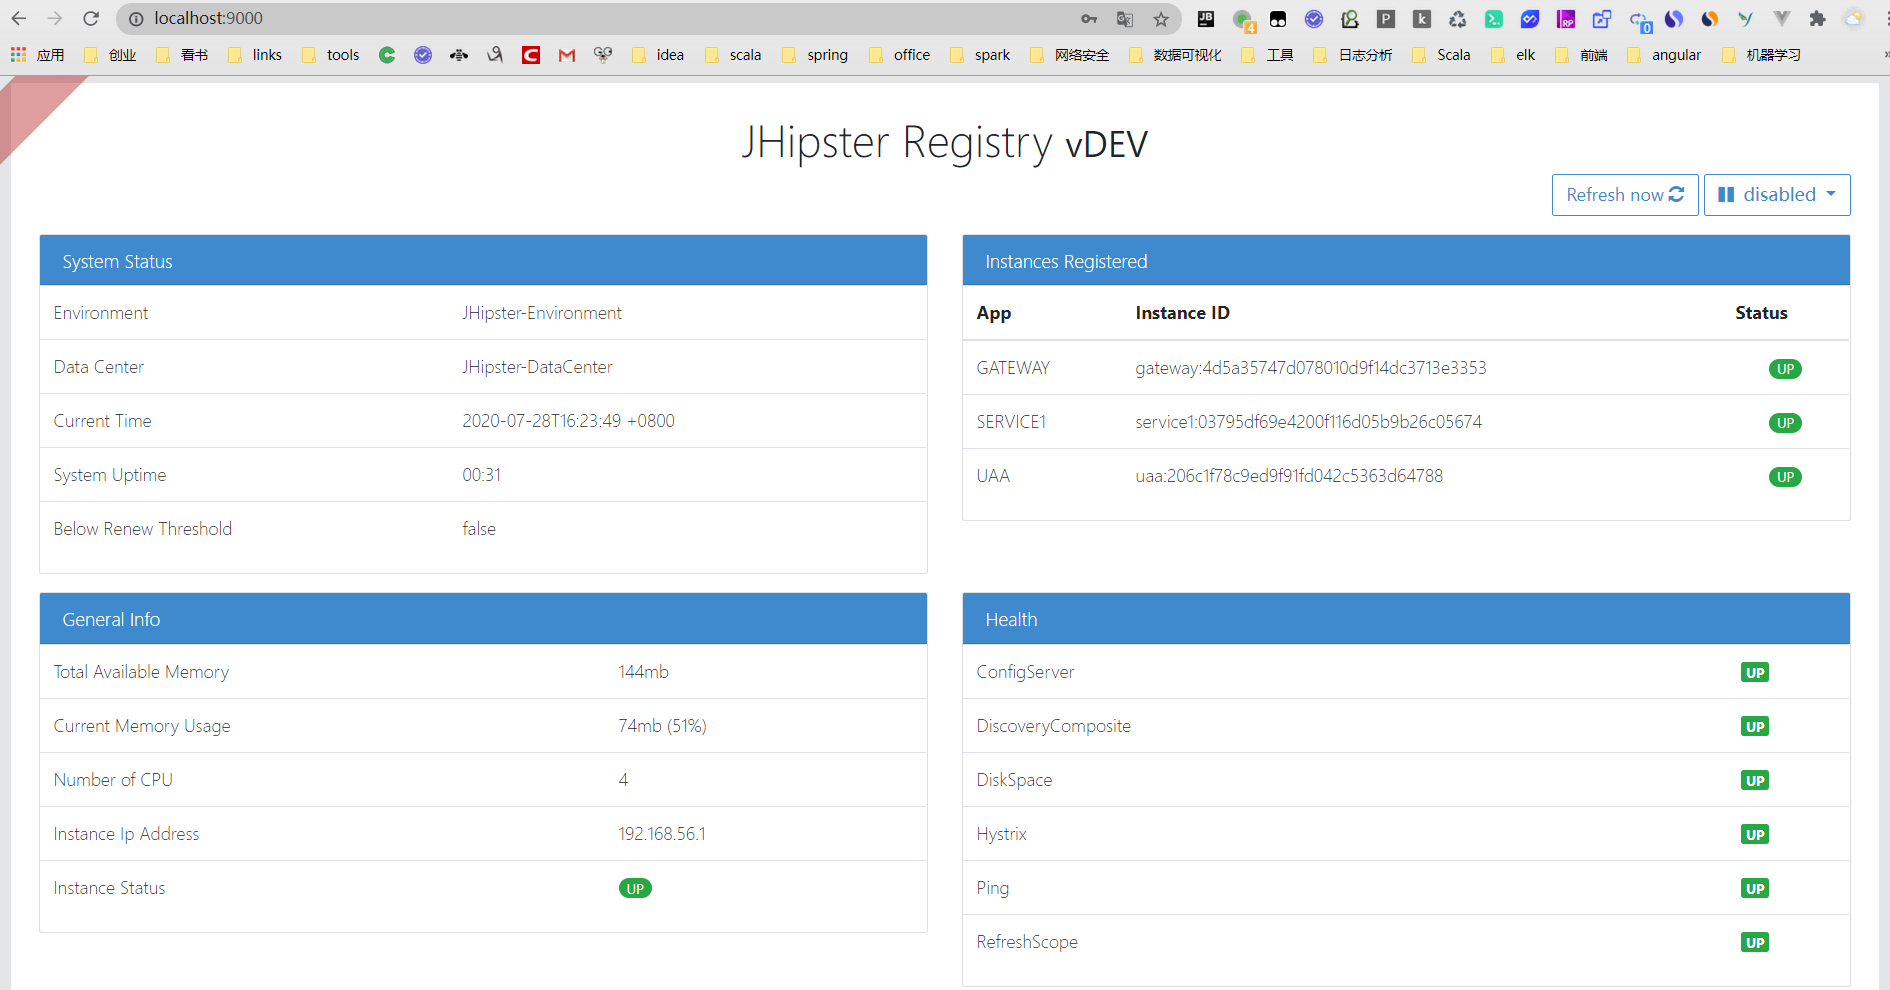 localhost:9000
应用 创业 看书 links tools idea scala spring office spark 网络安全 数据可视化 工具 日志分析 Scala elk 前端 angular 机器学习 »
JHipster Registry vDEV
Refresh now disabled
System Status
Environment JHipster-Environment
Data Center JHipster-DataCenter
Current Time 2020-07-28T16:23:49 +0800
System Uptime 00:31
Below Renew Threshold false
Instances Registered
App Instance ID Status
GATEWAY gateway:4d5a35747d078010d9f14dc3713e3353 UP
SERVICE1 service1:03795df69e4200f116d05b9b26c05674 UP
UAA uaa:206c1f78c9ed9f91fd042c5363d64788 UP
General Info
Total Available Memory 144mb
Current Memory Usage 74mb (51%)
Number of CPU 4
Instance Ip Address 192.168.56.1
Instance Status UP
Health
ConfigServer UP
DiscoveryComposite UP
DiskSpace UP
Hystrix UP
Ping UP
RefreshScope UP